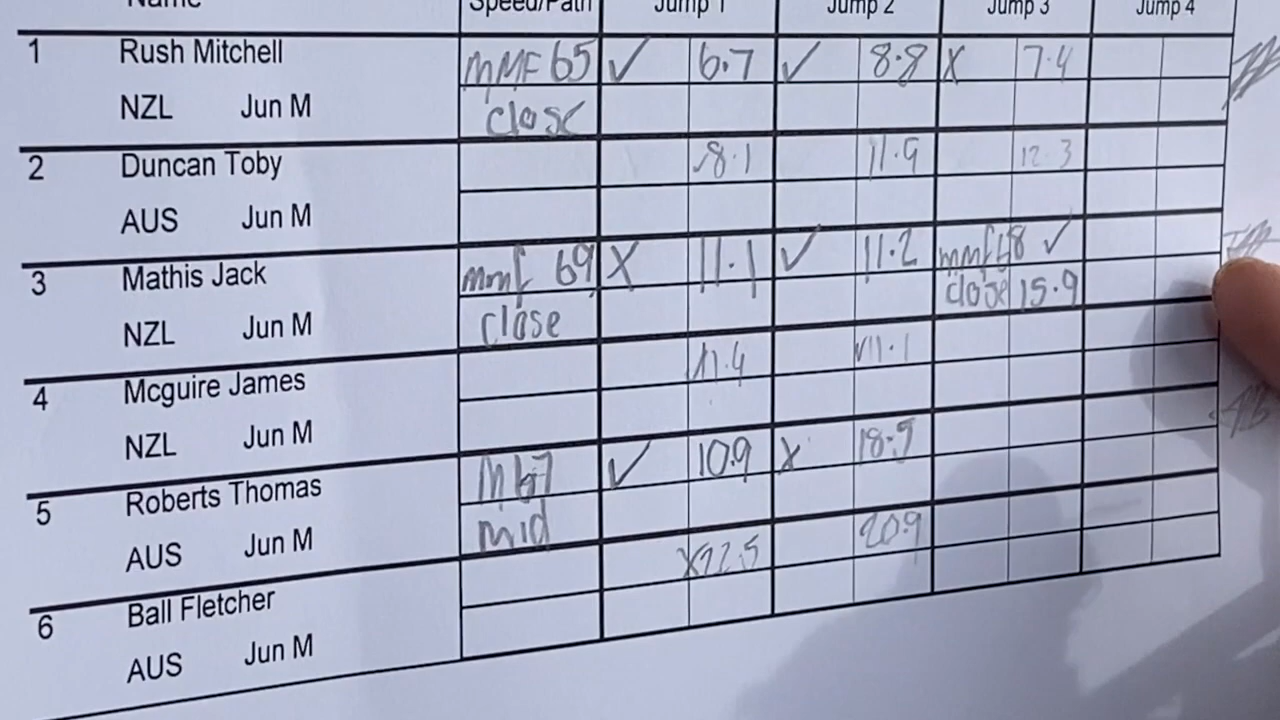 Name Speed/Path Jump 1 Jump 2 Jump 3 Jump 4
1 Rush Mitchell MMF 65 ✓ 6.7 ✓ 8.8 X 7.4
NZL Jun M close
2 Duncan Toby 8.1 11.9 12.3
AUS Jun M
3 Mathis Jack mmf 69 X 11.1 ✓ 11.2 mmf 68 ✓
NZL Jun M close close 15.9
4 Mcguire James 11.4 11.1
NZL Jun M
5 Roberts Thomas ✓ 10.9 X 18.9
AUS Jun M mid
6 Ball Fletcher X12.5 20.9
AUS Jun M